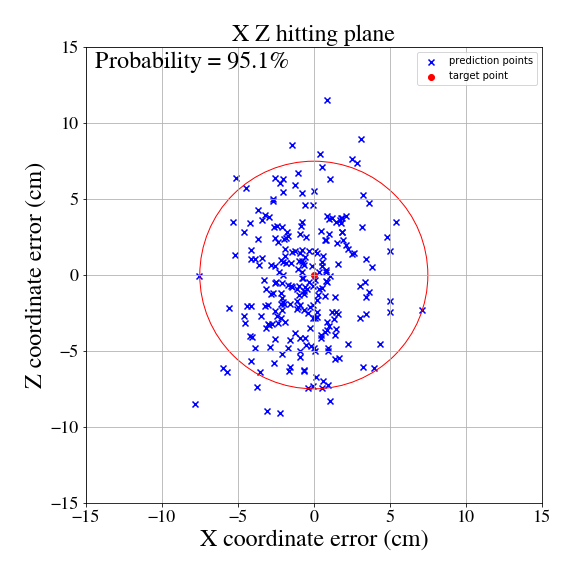 X Z hitting plane
Probability = 95.1%
prediction points
target point
15
10
5
0
−5
−10
−15
Z coordinate error (cm)
−15 −10 −5 0 5 10 15
X coordinate error (cm)